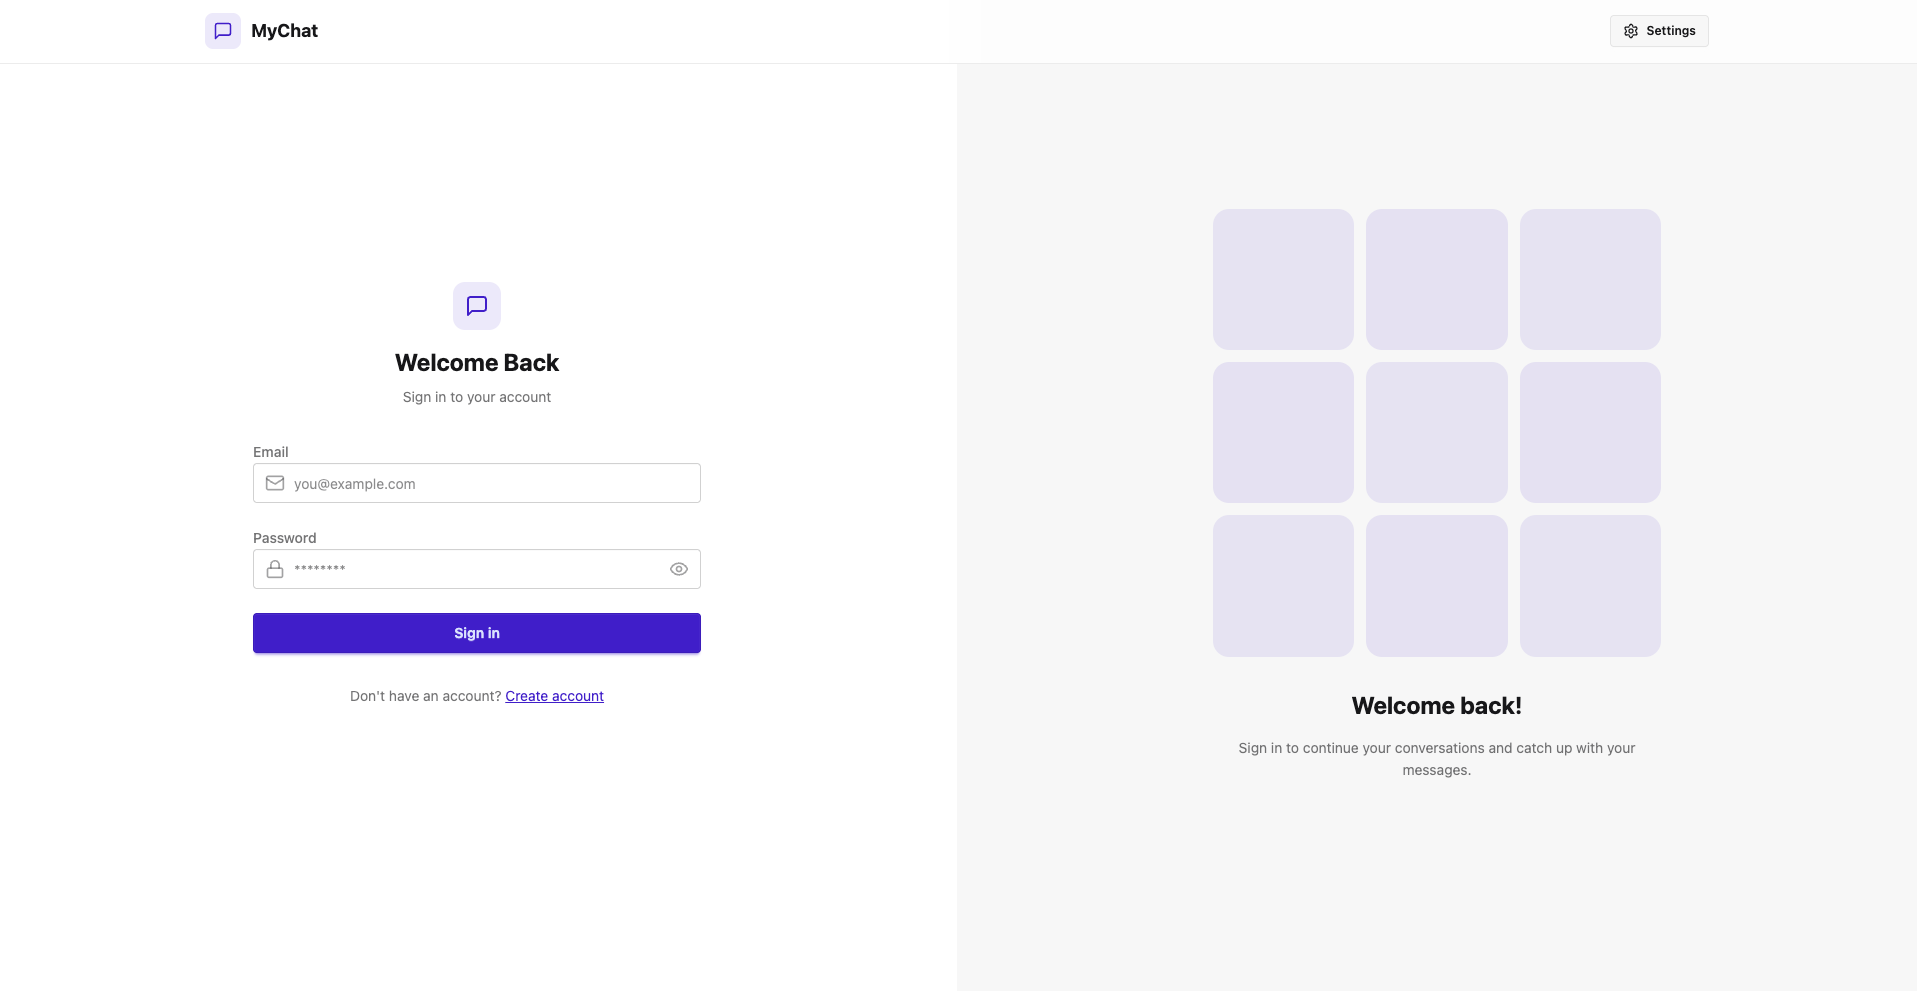 MyChat
Settings
Welcome Back
Sign in to your account
Email
you@example.com
Password
********
Sign in
Don't have an account? Create account
Welcome back!
Sign in to continue your conversations and catch up with your
messages.